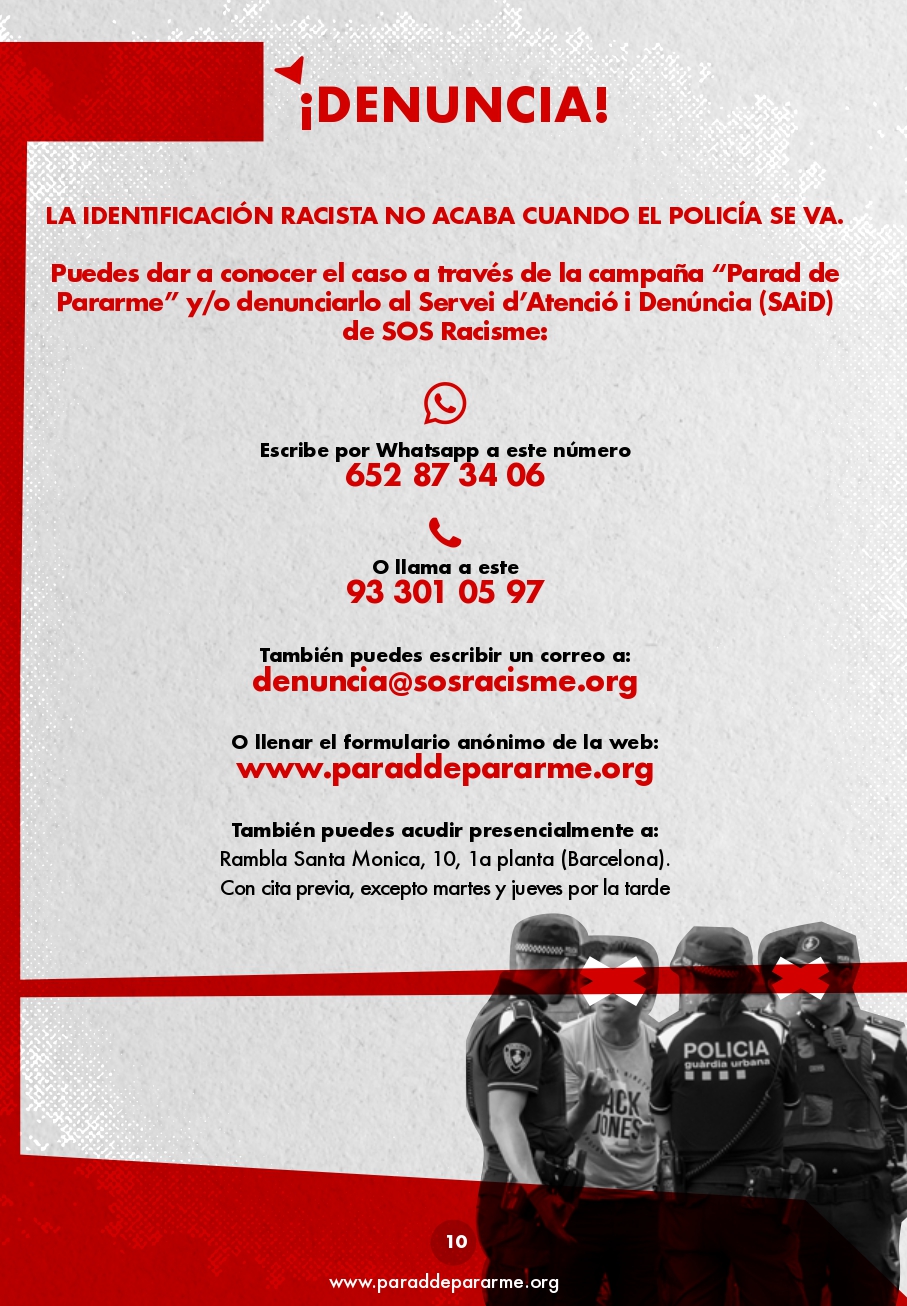 ¡DENUNCIA!
LA IDENTIFICACIÓN RACISTA NO ACABA CUANDO EL POLICÍA SE VA.
Puedes dar a conocer el caso a través de la campaña “Parad de
Pararme” y/o denunciarlo al Servei d’Atenció i Denúncia (SAiD)
de SOS Racisme:
Escribe por Whatsapp a este número
652 87 34 06
O llama a este
93 301 05 97
También puedes escribir un correo a:
denuncia@sosracisme.org
O llenar el formulario anónimo de la web:
www.paraddepararme.org
También puedes acudir presencialmente a:
Rambla Santa Monica, 10, 1a planta (Barcelona).
Con cita previa, excepto martes y jueves por la tarde
POLICIA
guàrdia urbana
JACK
JONES
10
www.paraddepararme.org